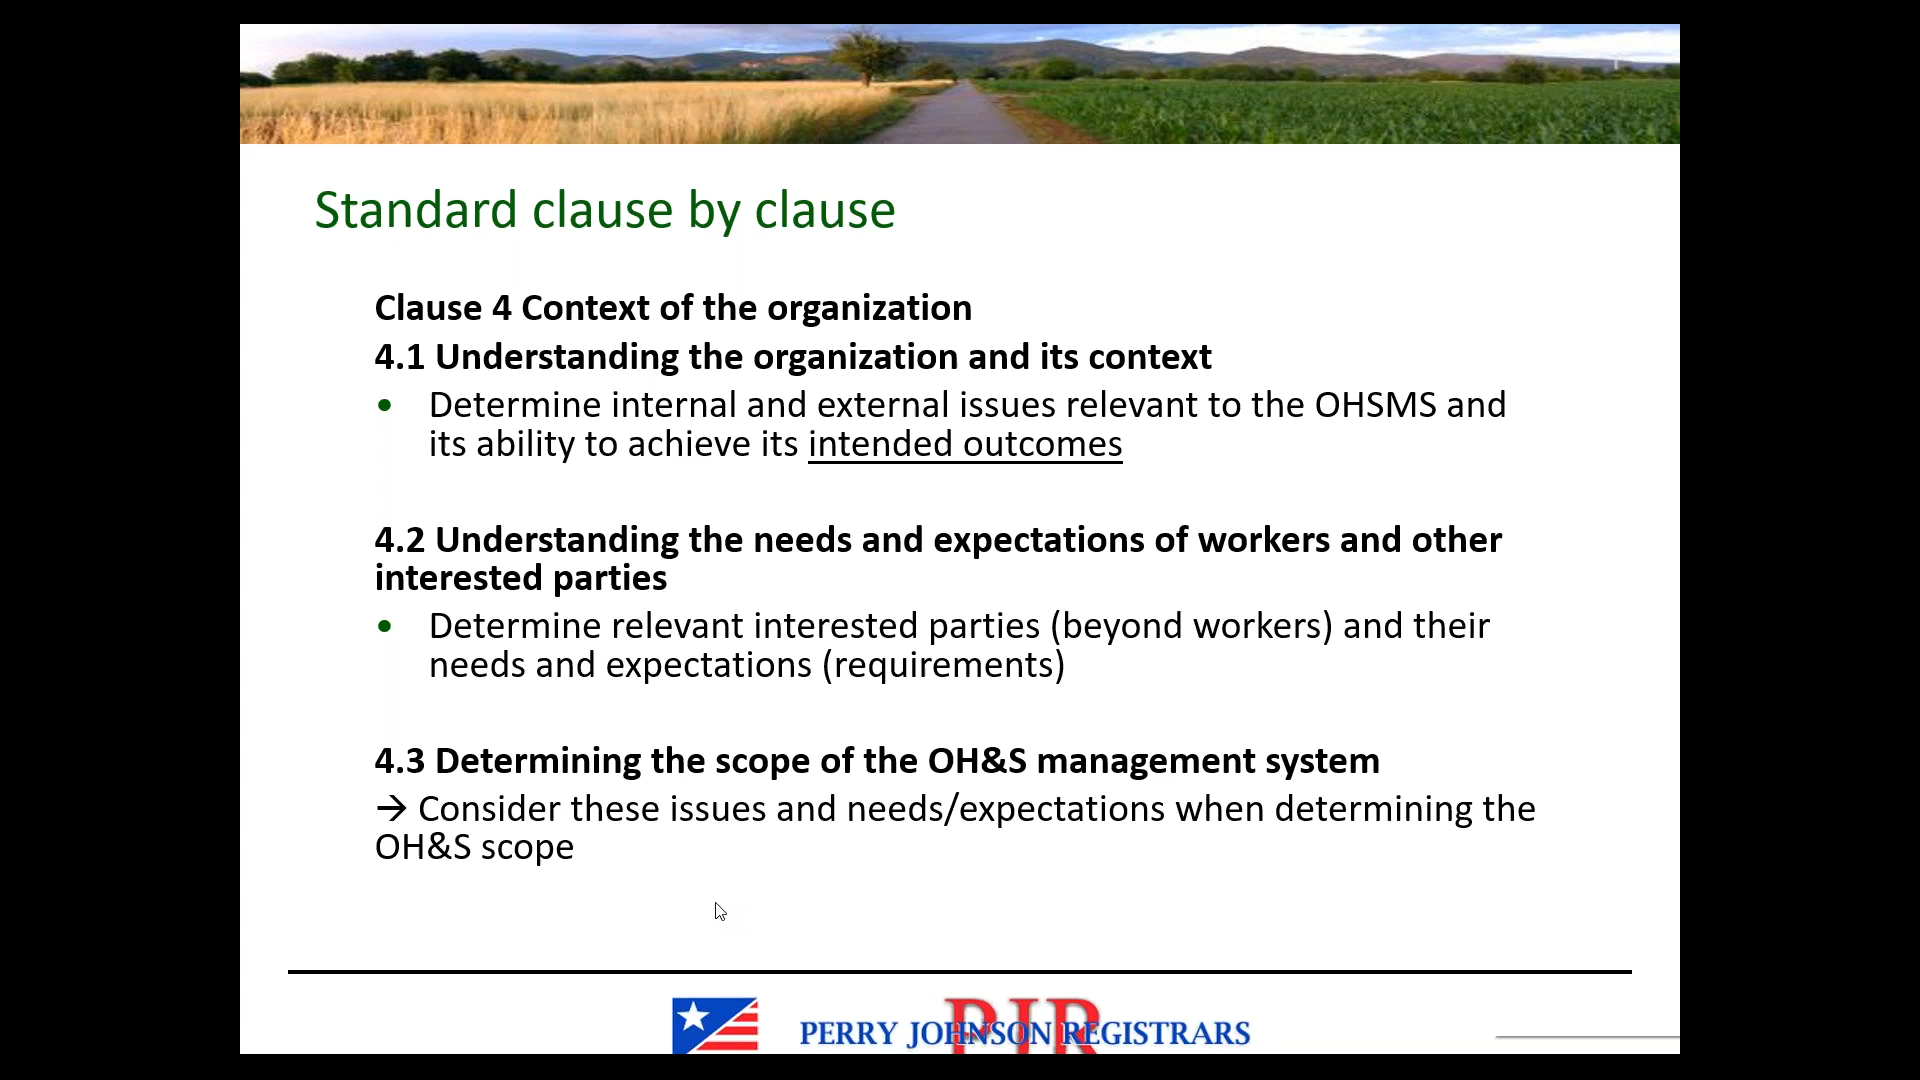 Standard clause by clause
Clause 4 Context of the organization
4.1 Understanding the organization and its context
• Determine internal and external issues relevant to the OHSMS and
its ability to achieve its intended outcomes
4.2 Understanding the needs and expectations of workers and other
interested parties
• Determine relevant interested parties (beyond workers) and their
needs and expectations (requirements)
4.3 Determining the scope of the OH&S management system
→ Consider these issues and needs/expectations when determining the
OH&S scope
PJR
PERRY JOHNSON REGISTRARS